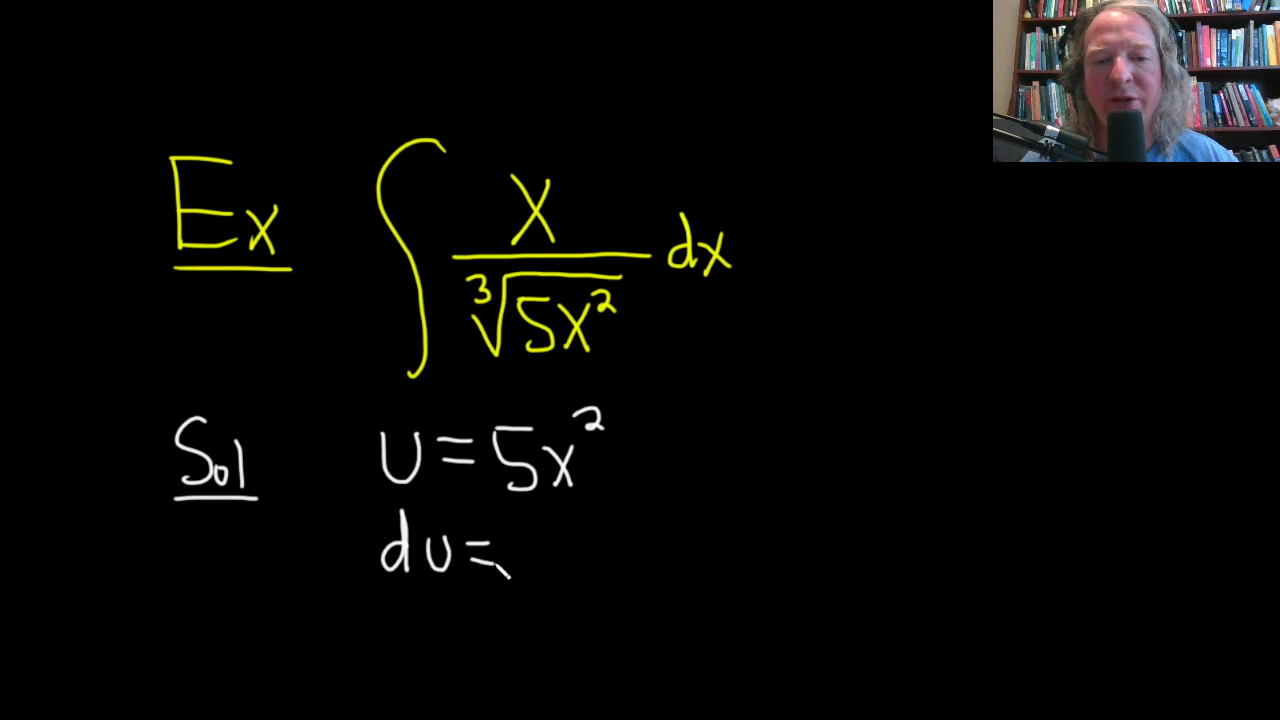 Ex ∫ x / ∛(5x²) dx
Sol u = 5x²
du =